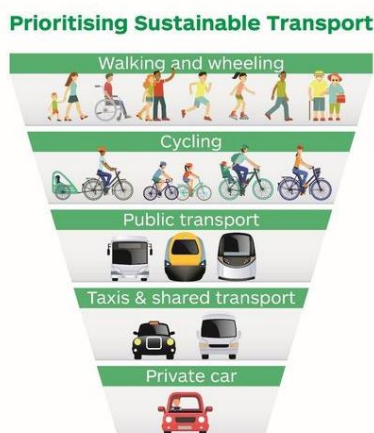 Prioritising Sustainable Transport
Walking and wheeling
Cycling
Public transport
Taxis & shared transport
Private car